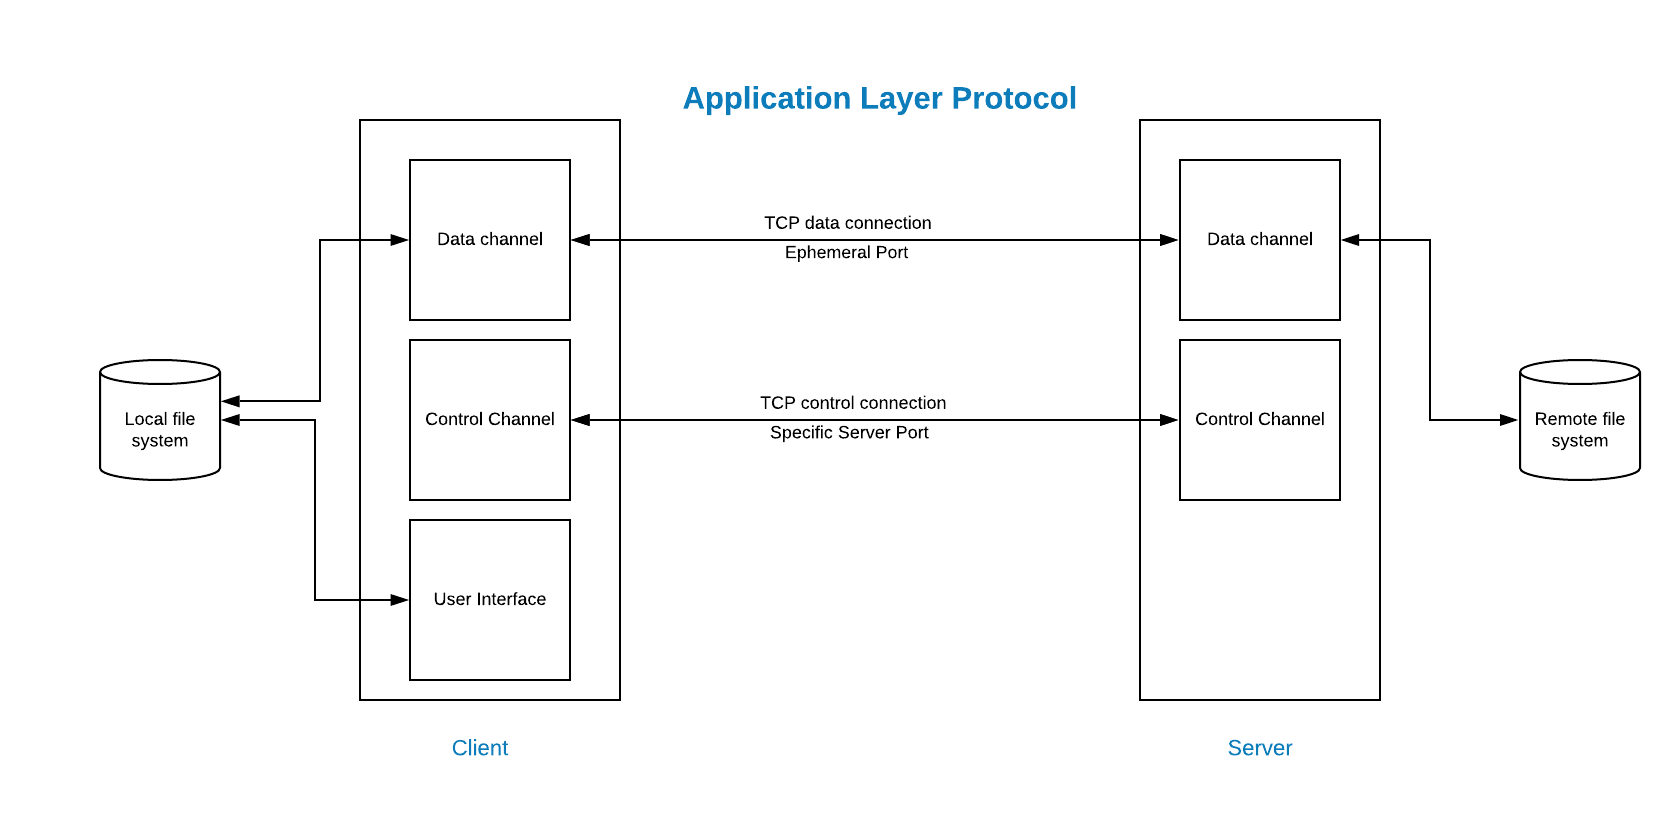 Application Layer Protocol
TCP data connection
Data channel
Data channel
Ephemeral Port
TCP control connection
Local file
system
Control Channel
Control Channel
Remote file
system
Specific Server Port
User Interface
Client
Server